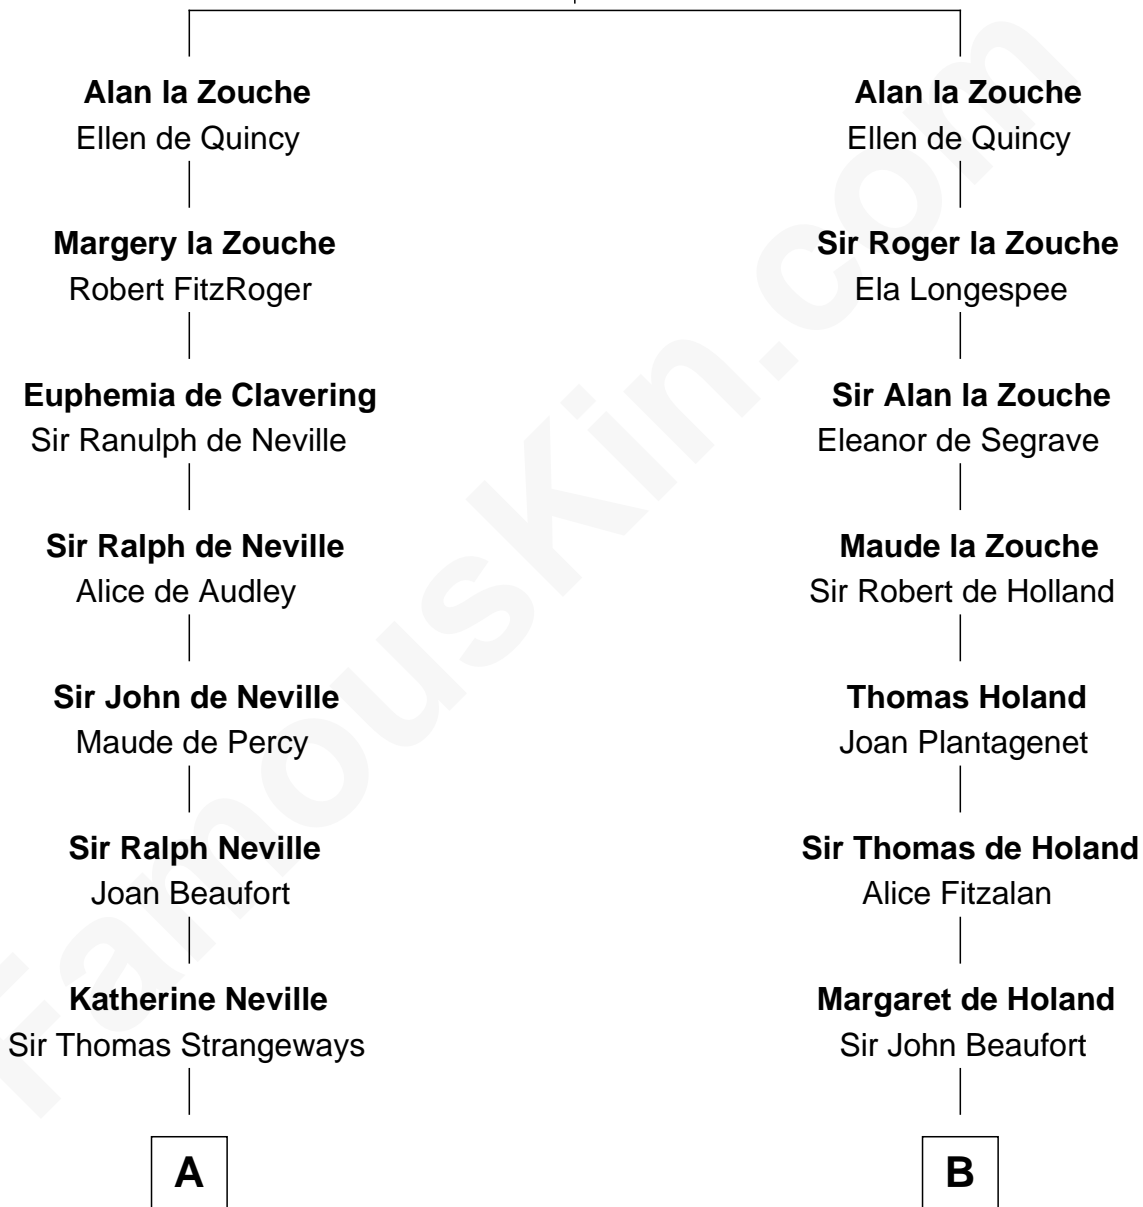 Alan la Zouche
Ellen de Quincy
Margery la Zouche
Robert FitzRoger
Euphemia de Clavering
Sir Ranulph de Neville
Sir Ralph de Neville
Alice de Audley
Sir John de Neville
Maude de Percy
Sir Ralph Neville
Joan Beaufort
Katherine Neville
Sir Thomas Strangeways
A
Alan la Zouche
Ellen de Quincy
Sir Roger la Zouche
Ela Longespee
Sir Alan la Zouche
Eleanor de Segrave
Maude la Zouche
Sir Robert de Holland
Thomas Holand
Joan Plantagenet
Sir Thomas de Holand
Alice Fitzalan
Margaret de Holand
Sir John Beaufort
B
FamousKin.com